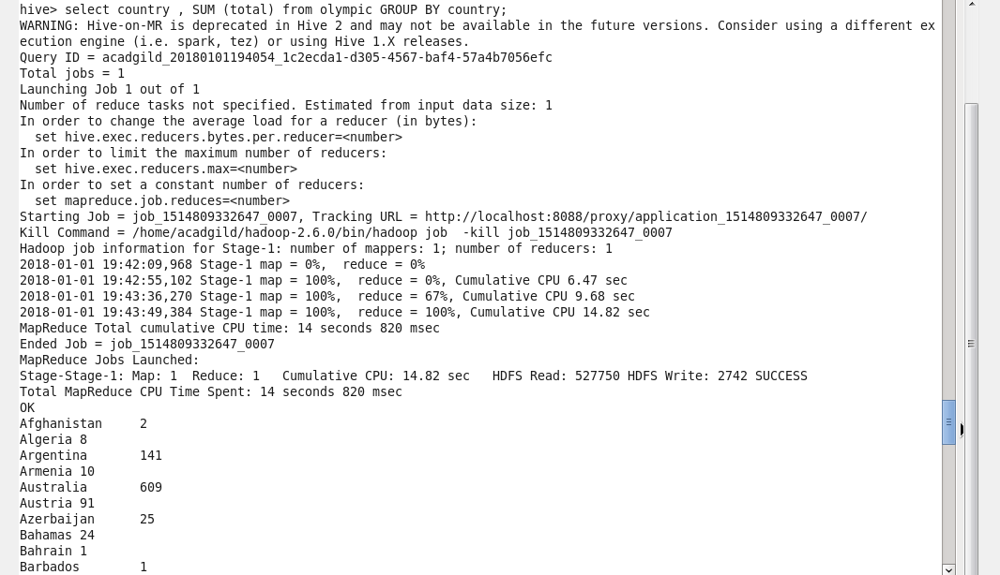 hive> select country , SUM (total) from olympic GROUP BY country;
WARNING: Hive-on-MR is deprecated in Hive 2 and may not be available in the future versions. Consider using a different ex
ecution engine (i.e. spark, tez) or using Hive 1.X releases.
Query ID = acadgild_20180101194054_1c2ecda1-d305-4567-baf4-57a4b7056efc
Total jobs = 1
Launching Job 1 out of 1
Number of reduce tasks not specified. Estimated from input data size: 1
In order to change the average load for a reducer (in bytes):
  set hive.exec.reducers.bytes.per.reducer=<number>
In order to limit the maximum number of reducers:
  set hive.exec.reducers.max=<number>
In order to set a constant number of reducers:
  set mapreduce.job.reduces=<number>
Starting Job = job_1514809332647_0007, Tracking URL = http://localhost:8088/proxy/application_1514809332647_0007/
Kill Command = /home/acadgild/hadoop-2.6.0/bin/hadoop job  -kill job_1514809332647_0007
Hadoop job information for Stage-1: number of mappers: 1; number of reducers: 1
2018-01-01 19:42:09,968 Stage-1 map = 0%,  reduce = 0%
2018-01-01 19:42:55,102 Stage-1 map = 100%,  reduce = 0%, Cumulative CPU 6.47 sec
2018-01-01 19:43:36,270 Stage-1 map = 100%,  reduce = 67%, Cumulative CPU 9.68 sec
2018-01-01 19:43:49,384 Stage-1 map = 100%,  reduce = 100%, Cumulative CPU 14.82 sec
MapReduce Total cumulative CPU time: 14 seconds 820 msec
Ended Job = job_1514809332647_0007
MapReduce Jobs Launched:
Stage-Stage-1: Map: 1  Reduce: 1   Cumulative CPU: 14.82 sec   HDFS Read: 527750 HDFS Write: 2742 SUCCESS
Total MapReduce CPU Time Spent: 14 seconds 820 msec
OK
Afghanistan     2
Algeria 8
Argentina       141
Armenia 10
Australia       609
Austria 91
Azerbaijan      25
Bahamas 24
Bahrain 1
Barbados        1